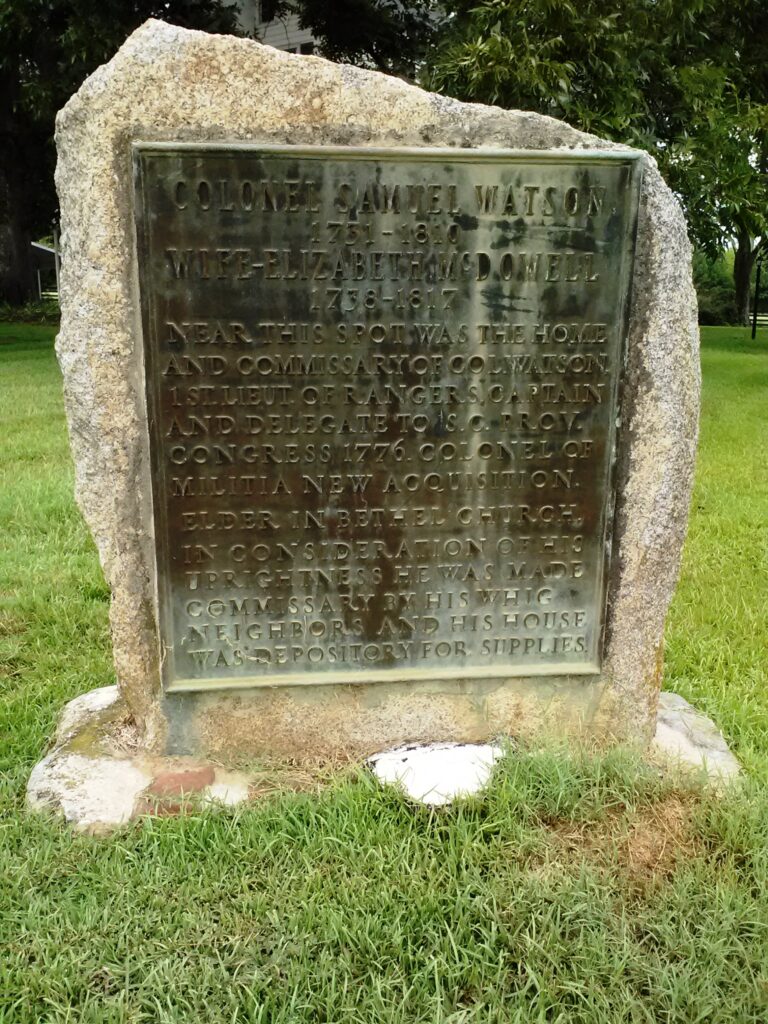 COLONEL SAMUEL WATSON
1731-1810
WIFE-ELIZABETH McDOWELL
1738-1817
NEAR THIS SPOT WAS THE HOME
AND COMMISSARY OF COL.WATSON.
1.ST.LIEUT OF RANGERS, CAPTAIN
AND DELEGATE TO S.C. PROV.
CONGRESS 1776. COLONEL OF
MILITIA NEW ACQUISITION.
ELDER IN BETHEL CHURCH.
IN CONSIDERATION OF HIS
UPRIGHTNESS HE WAS MADE
COMMISSARY BY HIS WHIG
NEIGHBORS AND HIS HOUSE
WAS DEPOSITORY FOR SUPPLIES.